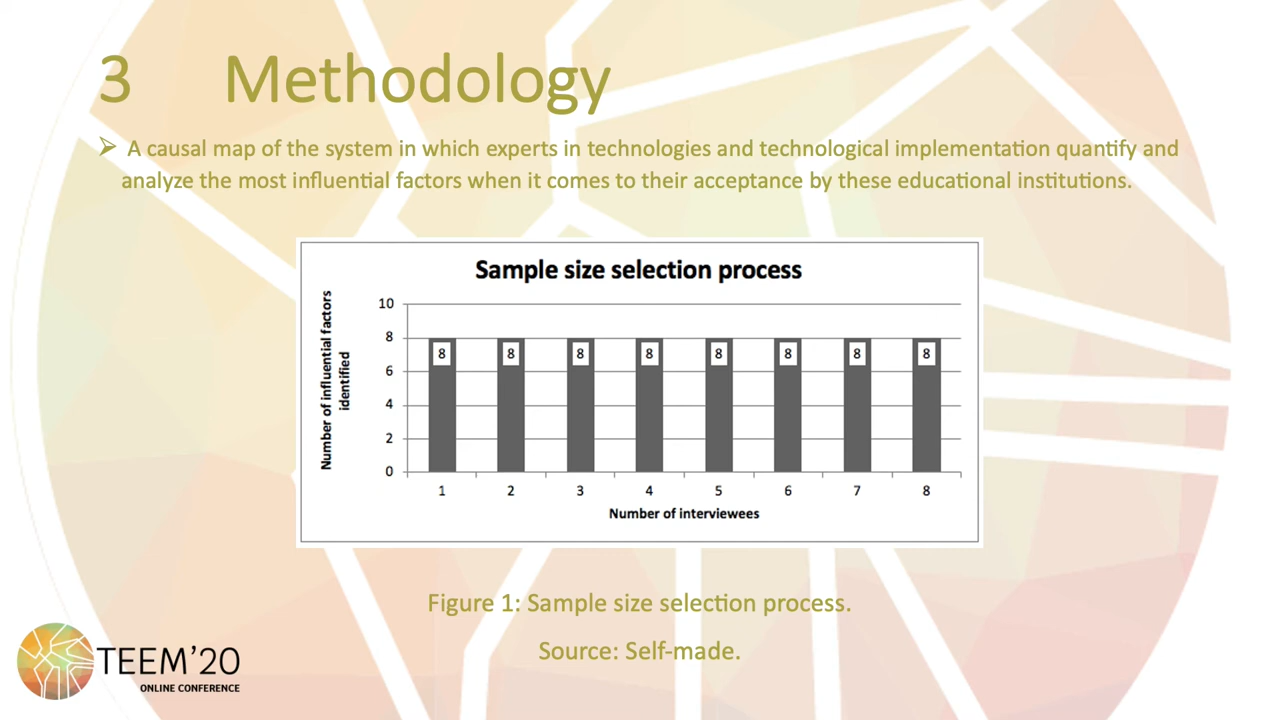 3 Methodology
➢ A causal map of the system in which experts in technologies and technological implementation quantify and
analyze the most influential factors when it comes to their acceptance by these educational institutions.
Sample size selection process
Number of influential factors
identified
10
8
6
4
2
0
8 8 8 8 8 8 8 8
1 2 3 4 5 6 7 8
Number of interviewees
Figure 1: Sample size selection process.
Source: Self-made.
TEEM'20
ONLINE CONFERENCE